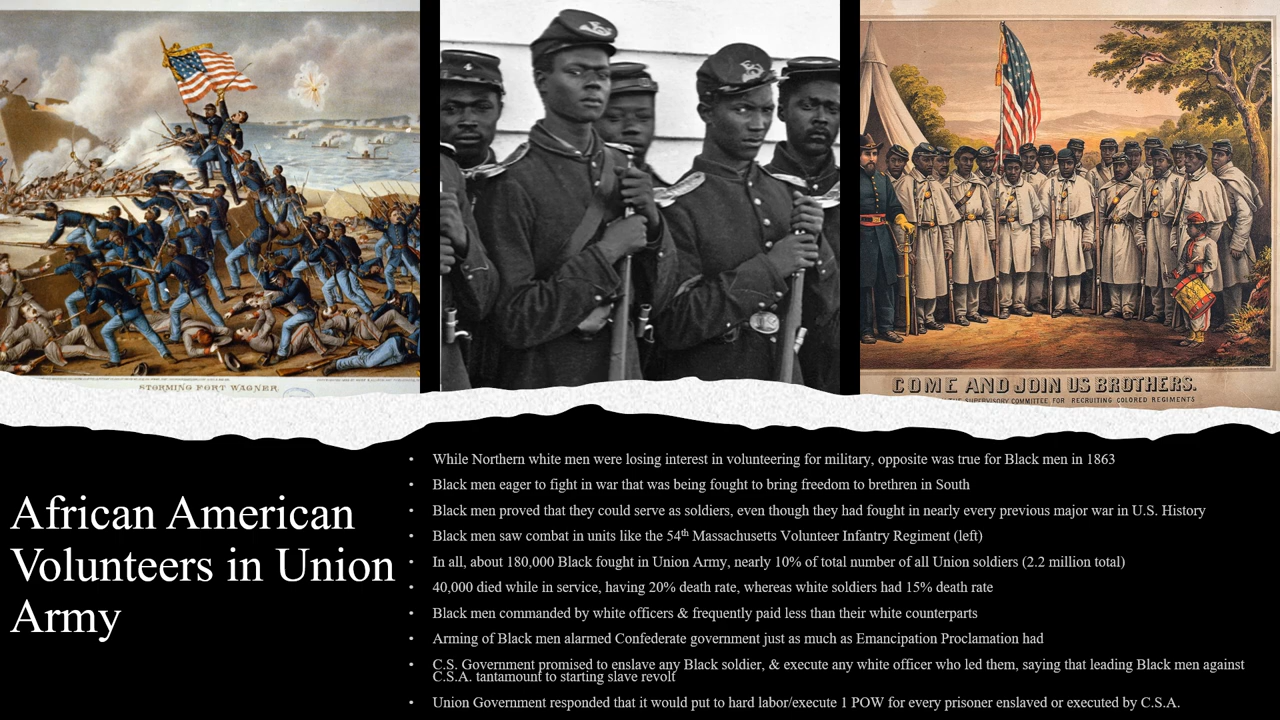 STORMING FORT WAGNER.
COME AND JOIN US BROTHERS.
SUPERVISORY COMMITTEE FOR RECRUITING COLORED REGIMENTS
African American
Volunteers in Union
Army
• While Northern white men were losing interest in volunteering for military, opposite was true for Black men in 1863
• Black men eager to fight in war that was being fought to bring freedom to brethren in South
• Black men proved that they could serve as soldiers, even though they had fought in nearly every previous major war in U.S. History
• Black men saw combat in units like the 54th Massachusetts Volunteer Infantry Regiment (left)
• In all, about 180,000 Black fought in Union Army, nearly 10% of total number of all Union soldiers (2.2 million total)
• 40,000 died while in service, having 20% death rate, whereas white soldiers had 15% death rate
• Black men commanded by white officers & frequently paid less than their white counterparts
• Arming of Black men alarmed Confederate government just as much as Emancipation Proclamation had
• C.S. Government promised to enslave any Black soldier, & execute any white officer who led them, saying that leading Black men against
C.S.A. tantamount to starting slave revolt
• Union Government responded that it would put to hard labor/execute 1 POW for every prisoner enslaved or executed by C.S.A.